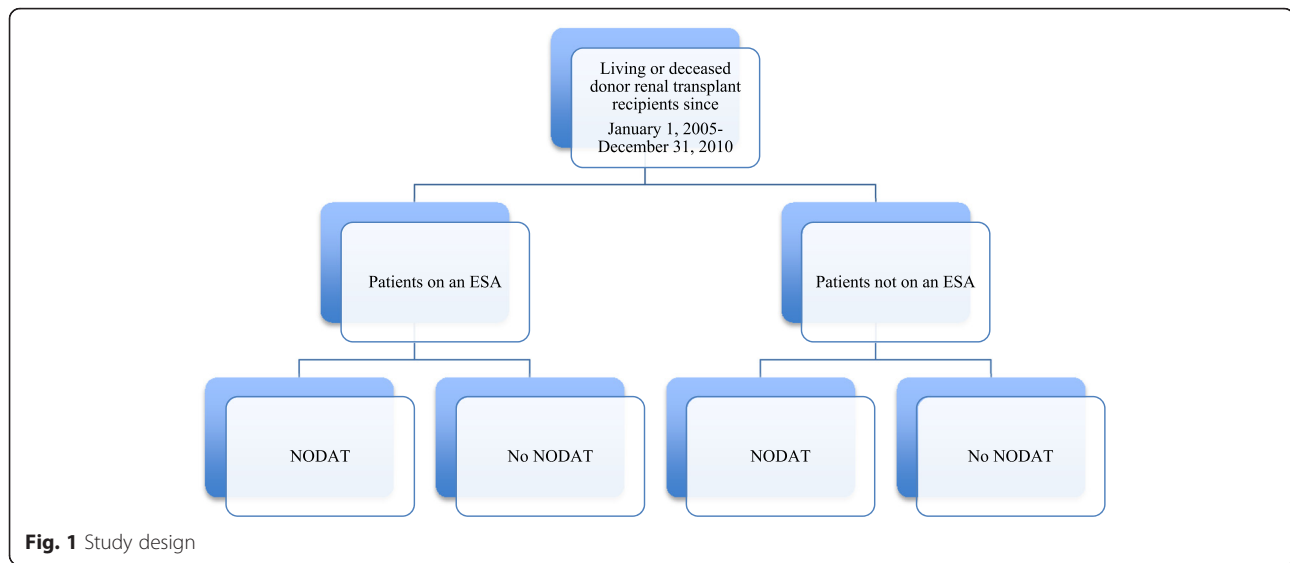 Living or deceased
donor renal transplant
recipients since
January 1, 2005-
December 31, 2010
Patients on an ESA
Patients not on an ESA
NODAT
No NODAT
NODAT
No NODAT
Fig. 1 Study design